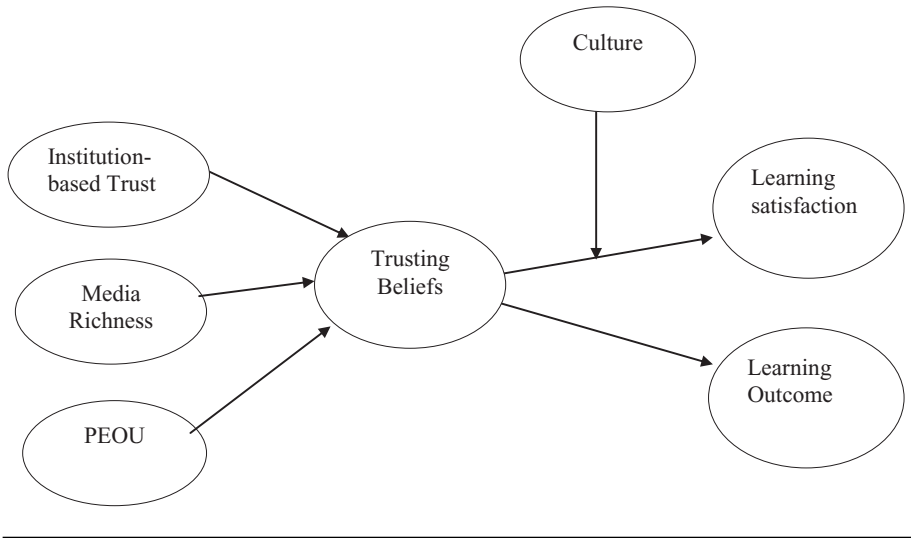 Culture
Institution-
based Trust
Learning
satisfaction
Trusting
Beliefs
Media
Richness
Learning
Outcome
PEOU